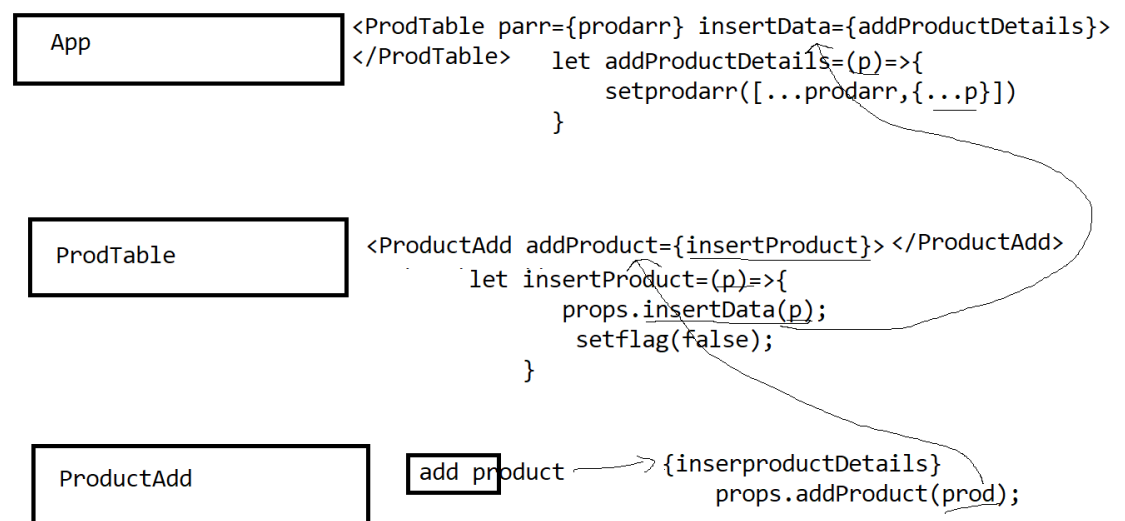 App
<ProdTable parr={prodarr} insertData={addProductDetails}>
</ProdTable>
let addProductDetails=(p)=>{
setprodarr([...prodarr,{...p}])
}
ProdTable
<ProductAdd addProduct={insertProduct}> </ProductAdd>
let insertProduct=(p)=>{
props.insertData(p);
setflag(false);
}
ProductAdd
add product
{inserproductDetails}
props.addProduct(prod);